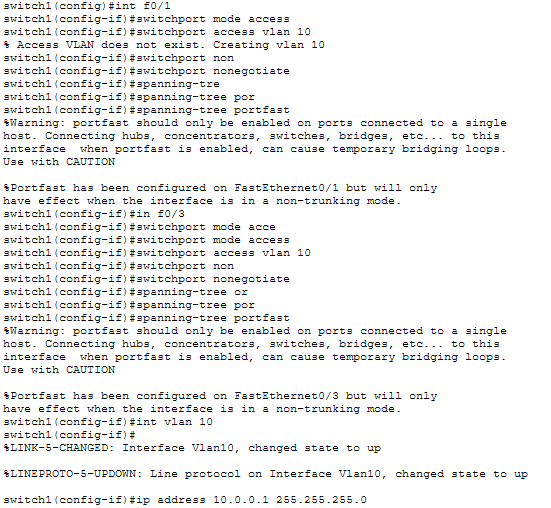 switch1(config)#int f0/1
switch1(config-if)#switchport mode access
switch1(config-if)#switchport access vlan 10
% Access VLAN does not exist. Creating vlan 10
switch1(config-if)#switchport non
switch1(config-if)#switchport nonegotiate
switch1(config-if)#spanning-tre
switch1(config-if)#spanning-tree por
switch1(config-if)#spanning-tree portfast
%Warning: portfast should only be enabled on ports connected to a single
host. Connecting hubs, concentrators, switches, bridges, etc... to this
interface  when portfast is enabled, can cause temporary bridging loops.
Use with CAUTION

%Portfast has been configured on FastEthernet0/1 but will only
have effect when the interface is in a non-trunking mode.
switch1(config-if)#in f0/3
switch1(config-if)#switchport mode acce
switch1(config-if)#switchport mode access
switch1(config-if)#switchport access vlan 10
switch1(config-if)#switchport non
switch1(config-if)#switchport nonegotiate
switch1(config-if)#spanning-tree or
switch1(config-if)#spanning-tree por
switch1(config-if)#spanning-tree portfast
%Warning: portfast should only be enabled on ports connected to a single
host. Connecting hubs, concentrators, switches, bridges, etc... to this
interface  when portfast is enabled, can cause temporary bridging loops.
Use with CAUTION

%Portfast has been configured on FastEthernet0/3 but will only
have effect when the interface is in a non-trunking mode.
switch1(config-if)#int vlan 10
switch1(config-if)#
%LINK-5-CHANGED: Interface Vlan10, changed state to up

%LINEPROTO-5-UPDOWN: Line protocol on Interface Vlan10, changed state to up

switch1(config-if)#ip address 10.0.0.1 255.255.255.0